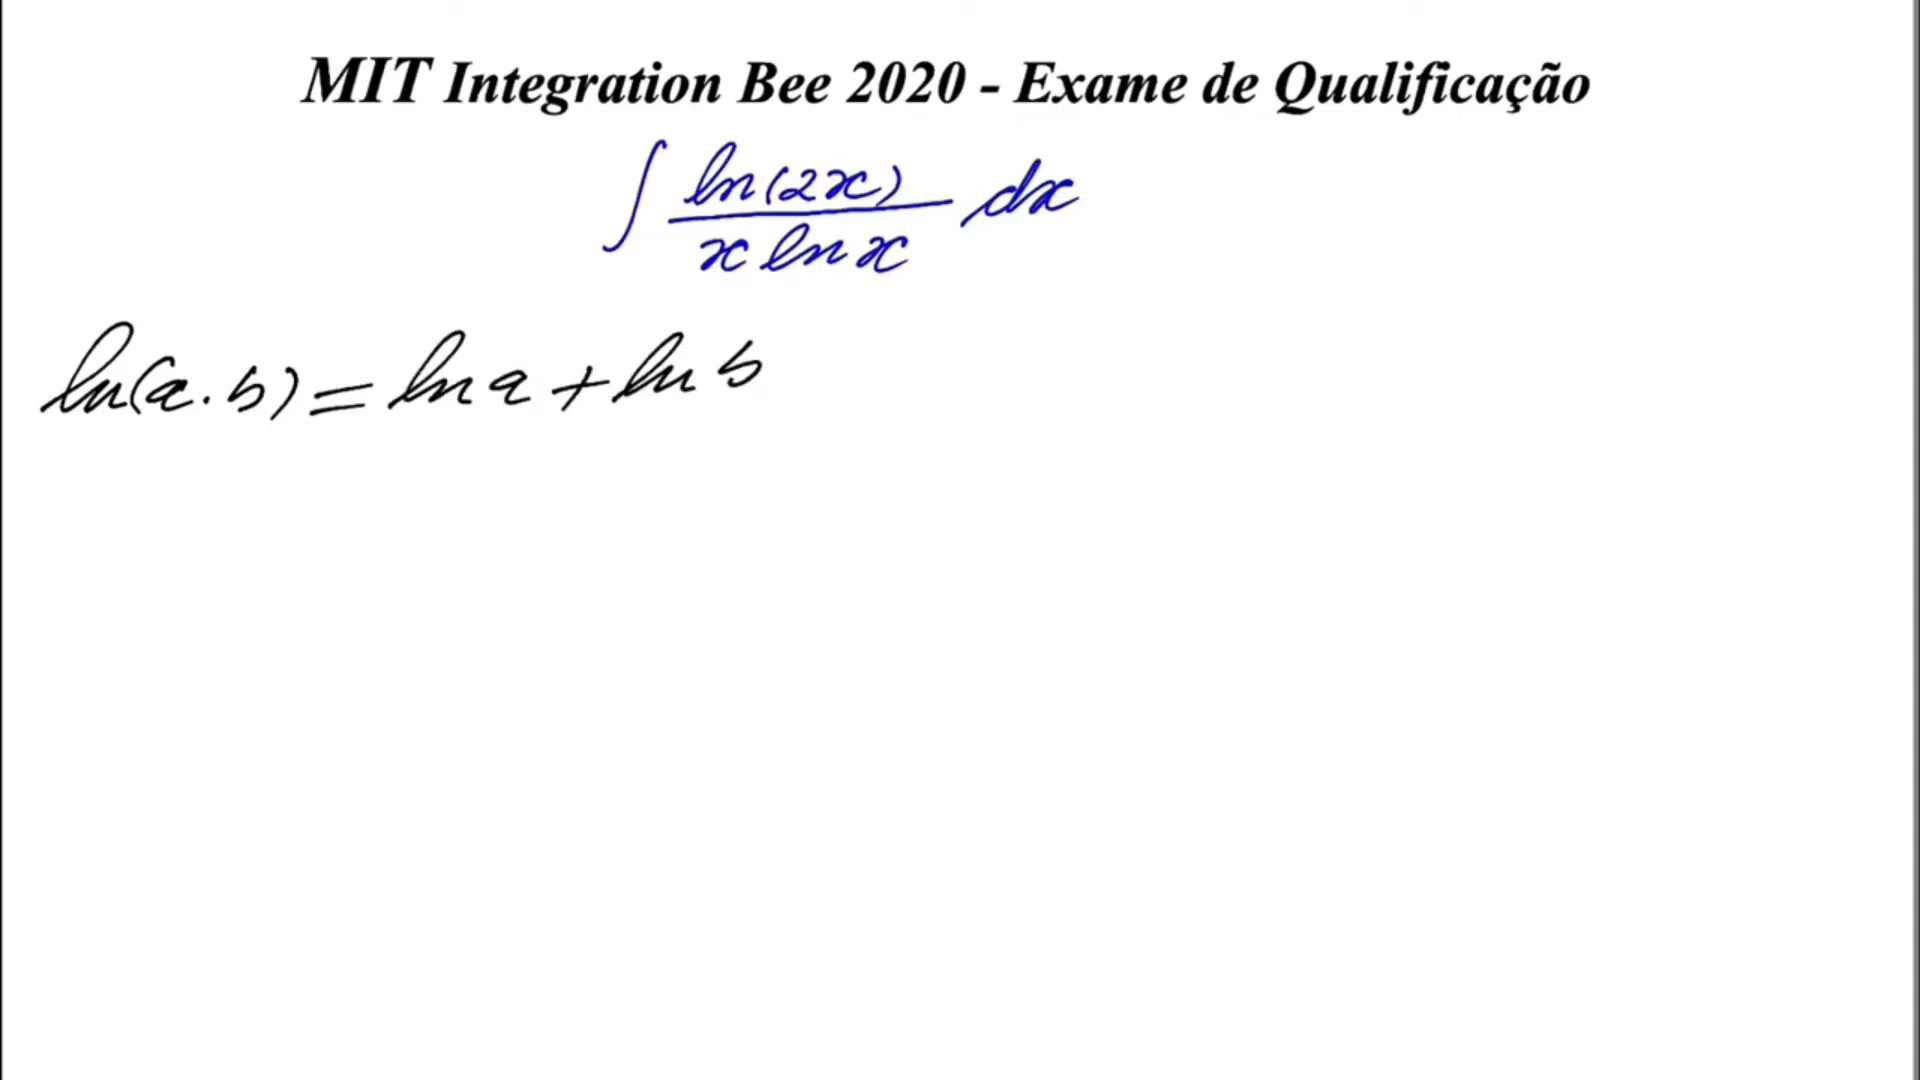 MIT Integration Bee 2020 - Exame de Qualificação
∫ ln(2x) / (x ln x) dx
ln(a.b) = ln a + ln b